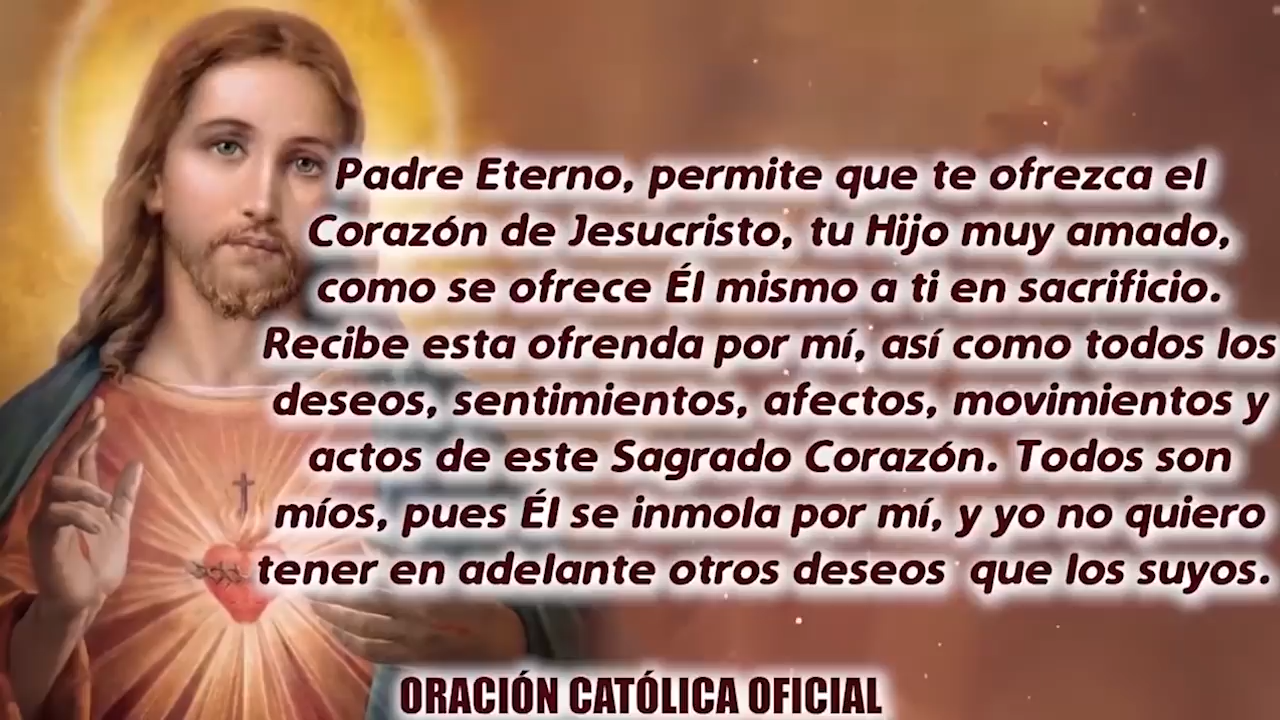 Padre Eterno, permite que te ofrezca el
Corazón de Jesucristo, tu Hijo muy amado,
como se ofrece Él mismo a ti en sacrificio.
Recibe esta ofrenda por mí, así como todos los
deseos, sentimientos, afectos, movimientos y
actos de este Sagrado Corazón. Todos son
míos, pues Él se inmola por mí, y yo no quiero
tener en adelante otros deseos que los suyos.
ORACIÓN CATÓLICA OFICIAL